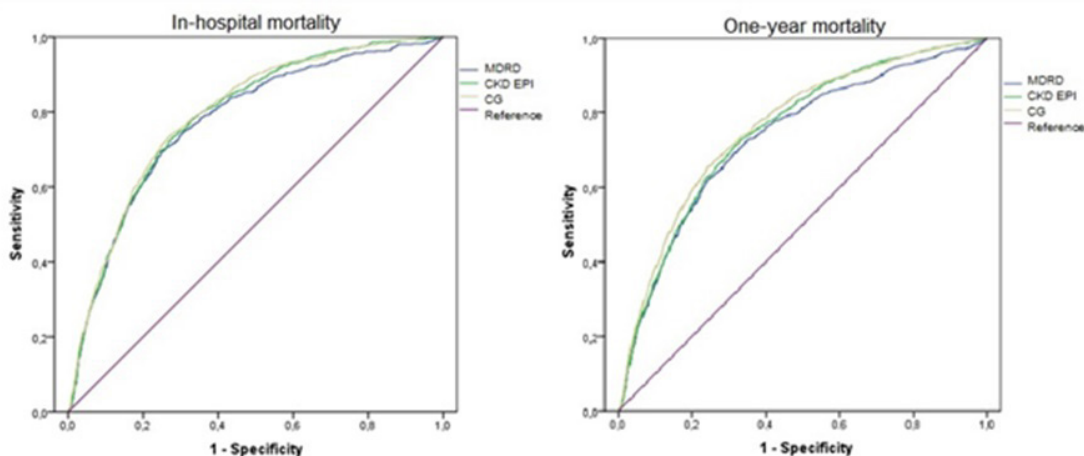 In-hospital mortality
1,0
0,8
0,6
0,4
0,2
0,0
Sensitivity
0,0 0,2 0,4 0,6 0,8 1,0
1 - Specificity
MDRD
CKD EPI
CG
Reference
One-year mortality
1,0
0,8
0,6
0,4
0,2
0,0
Sensitivity
0,0 0,2 0,4 0,6 0,8 1,0
1 - Specificity
MDRD
CKD EPI
CG
Reference